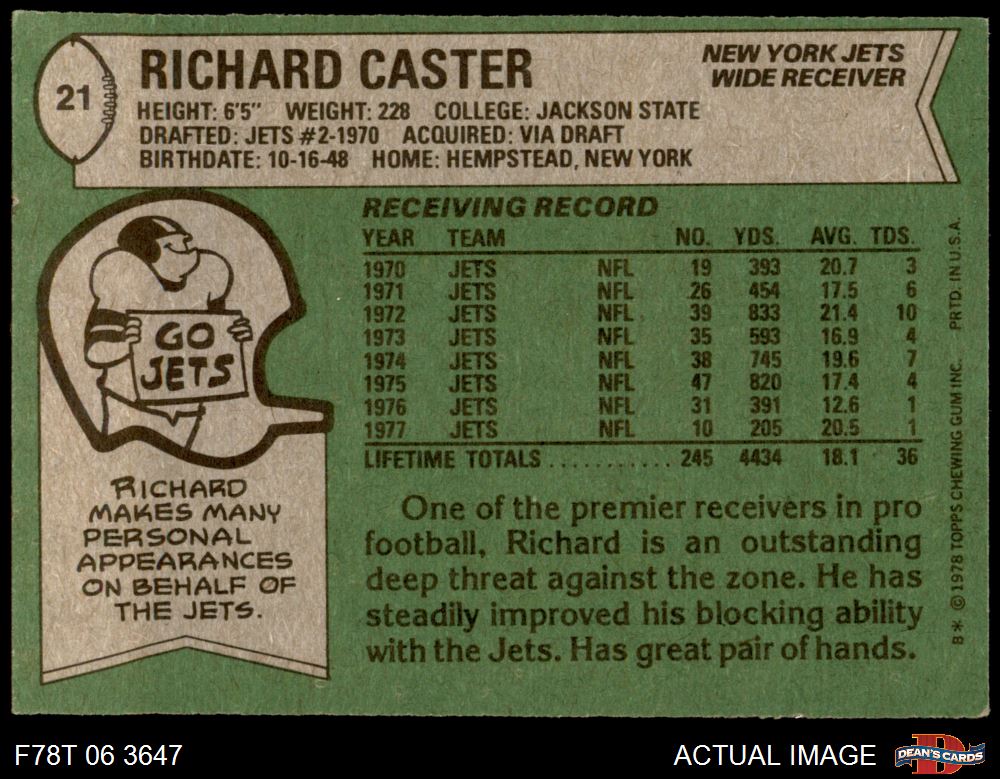 21
RICHARD CASTER
NEW YORK JETS
WIDE RECEIVER
HEIGHT: 6'5" WEIGHT: 228 COLLEGE: JACKSON STATE
DRAFTED: JETS #2-1970 ACQUIRED: VIA DRAFT
BIRTHDATE: 10-16-48 HOME: HEMPSTEAD, NEW YORK
GO
JETS
RICHARD
MAKES MANY
PERSONAL
APPEARANCES
ON BEHALF OF
THE JETS.
RECEIVING RECORD
YEAR TEAM NO. YDS. AVG. TDS.
1970 JETS NFL 19 393 20.7 3
1971 JETS NFL 26 454 17.5 6
1972 JETS NFL 39 833 21.4 10
1973 JETS NFL 35 593 16.9 4
1974 JETS NFL 38 745 19.6 7
1975 JETS NFL 47 820 17.4 4
1976 JETS NFL 31 391 12.6 1
1977 JETS NFL 10 205 20.5 1
LIFETIME TOTALS ........... 245 4434 18.1 36
One of the premier receivers in pro
football, Richard is an outstanding
deep threat against the zone. He has
steadily improved his blocking ability
with the Jets. Has great pair of hands.
B* © 1978 TOPPS CHEWING GUM INC. PRTD. IN U.S.A.
F78T 06 3647
ACTUAL IMAGE
D
DEAN'S CARDS